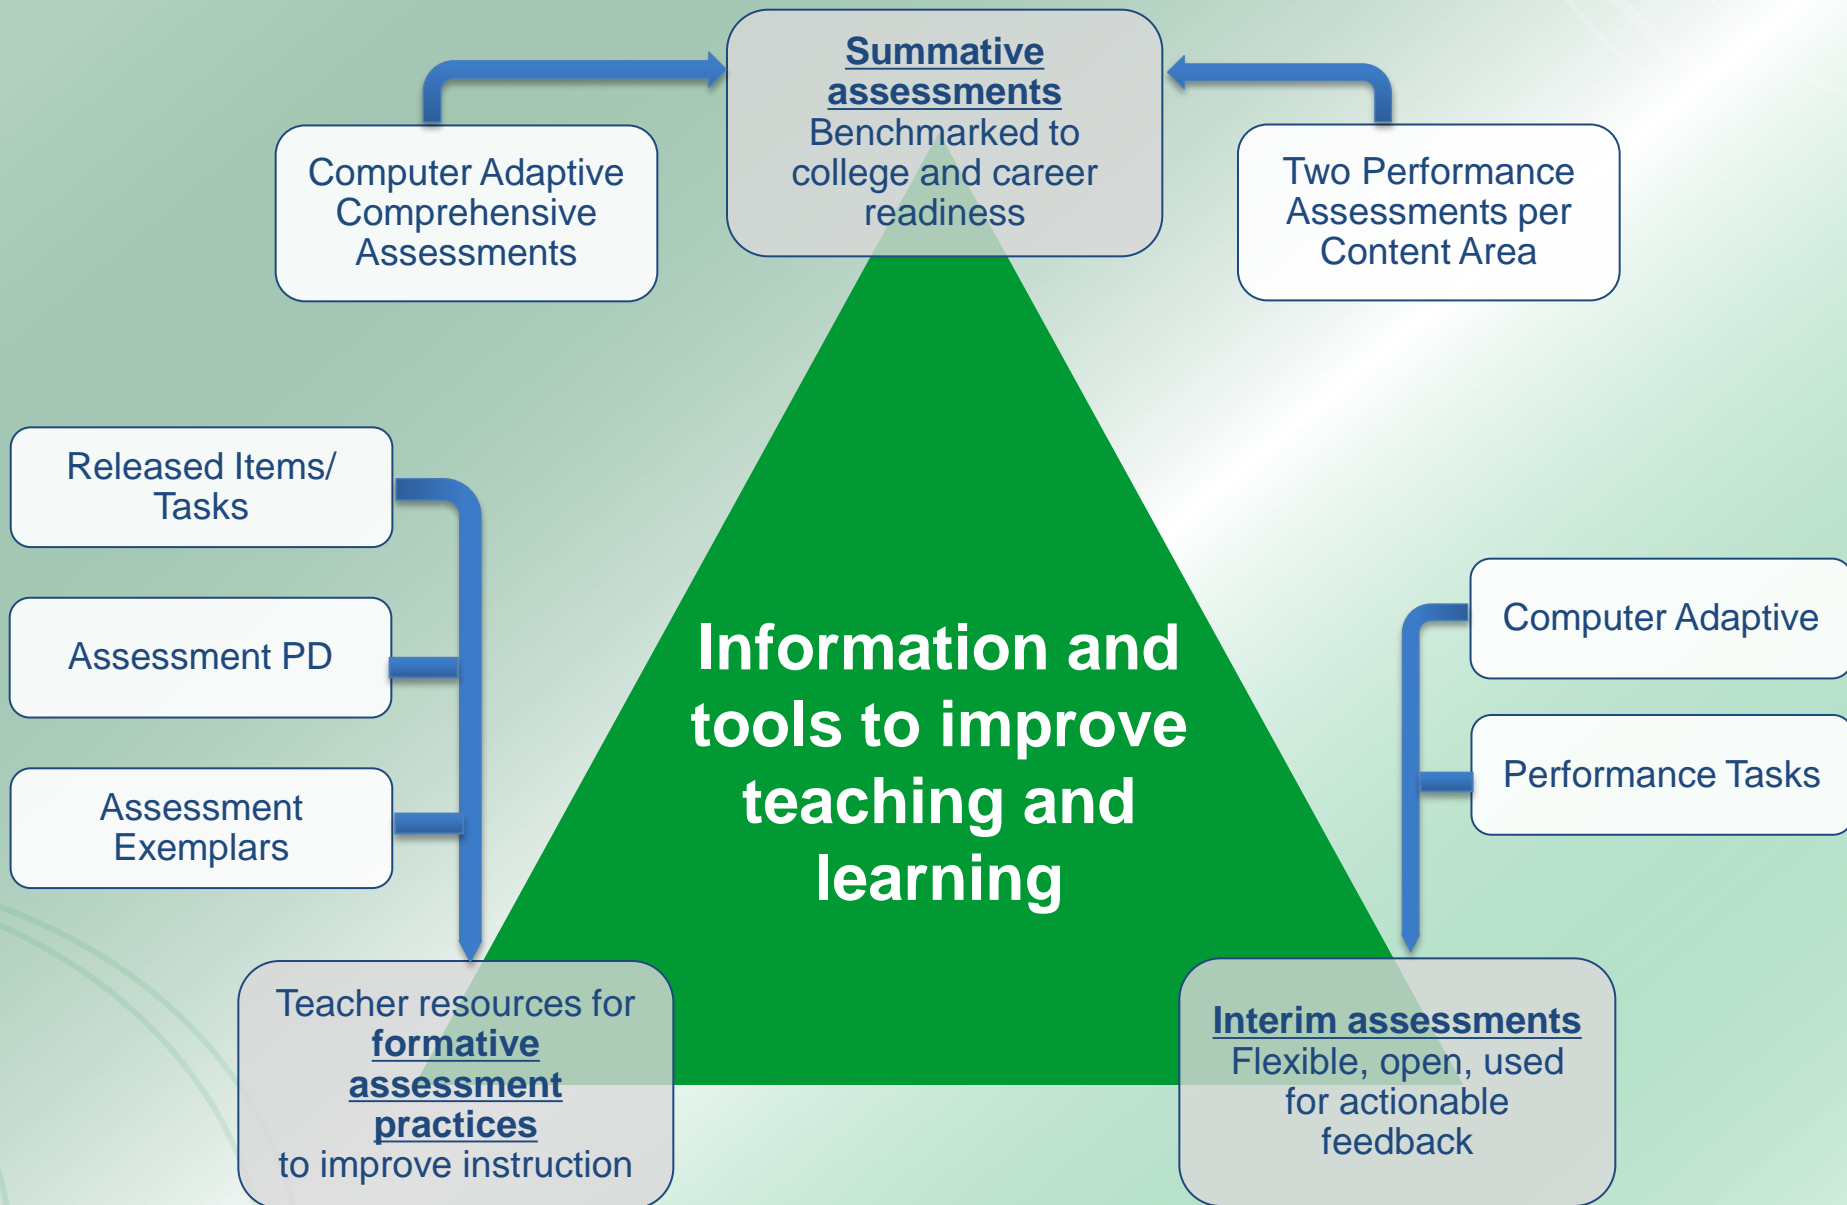 Summative
assessments
Benchmarked to
college and career
readiness
Computer Adaptive
Comprehensive
Assessments
Two Performance
Assessments per
Content Area
Released Items/
Tasks
Assessment PD
Assessment
Exemplars
Information and
tools to improve
teaching and
learning
Computer Adaptive
Performance Tasks
Teacher resources for
formative
assessment
practices
to improve instruction
Interim assessments
Flexible, open, used
for actionable
feedback